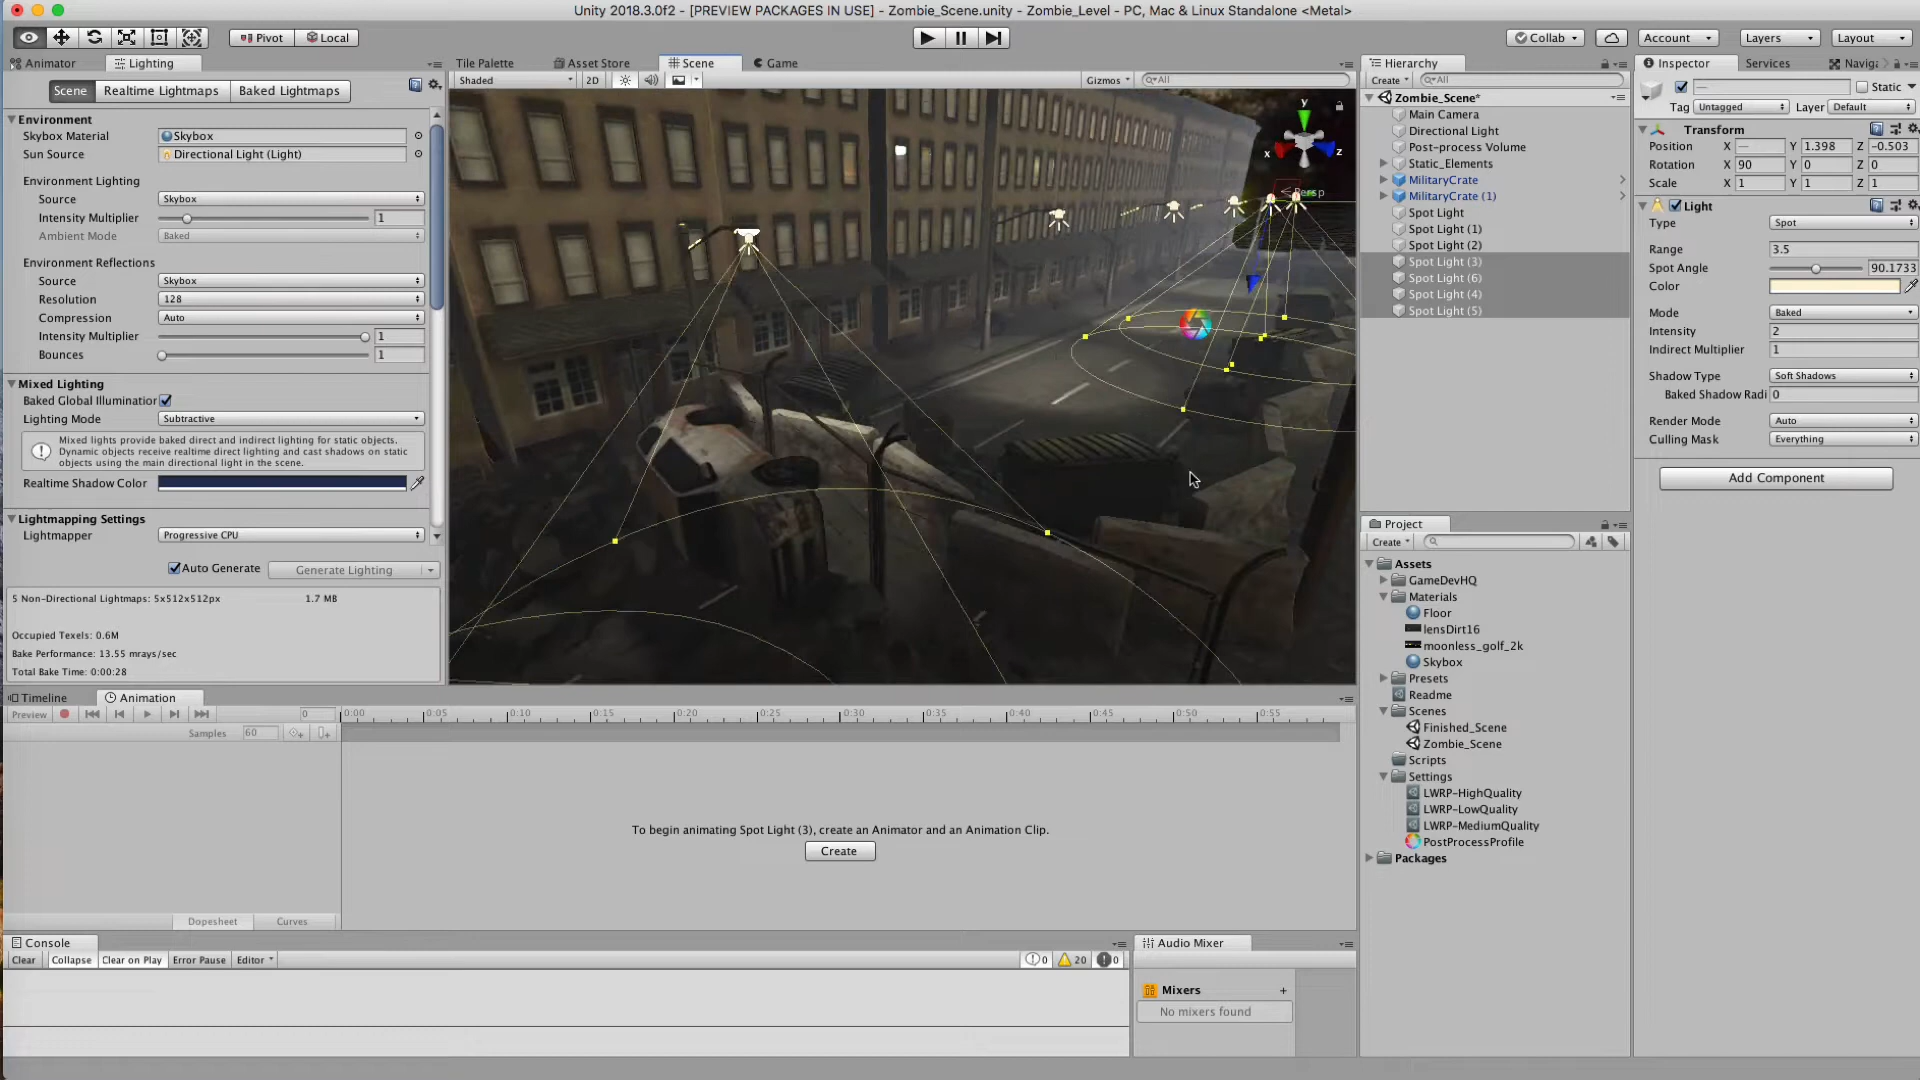 Unity 2018.3.0f2 - [PREVIEW PACKAGES IN USE] - Zombie_Scene.unity - Zombie_Level - PC, Mac & Linux Standalone <Metal>
Pivot Local Collab Account Layers Layout
Animator Lighting
Scene Realtime Lightmaps Baked Lightmaps
Environment
Skybox Material Skybox
Sun Source Directional Light (Light)
Environment Lighting
Source Skybox
Intensity Multiplier 1
Ambient Mode Baked
Environment Reflections
Source Skybox
Resolution 128
Compression Auto
Intensity Multiplier 1
Bounces 1
Mixed Lighting
Baked Global Illumination
Lighting Mode Subtractive
Mixed lights provide baked direct and indirect lighting for static objects.
Dynamic objects receive realtime direct lighting and cast shadows on static
objects using the main directional light in the scene.
Realtime Shadow Color
Lightmapping Settings
Lightmapper Progressive CPU
Auto Generate Generate Lighting
5 Non-Directional Lightmaps: 5x512x512px 1.7 MB
Occupied Texels: 0.6M
Bake Performance: 13.55 mrays/sec
Total Bake Time: 0:00:28
Tile Palette Asset Store Scene Game
Shaded 2D Gizmos All
y
x z
Persp
Timeline Animation
Preview 0 0:00 0:05 0:10 0:15 0:20 0:25 0:30 0:35 0:40 0:45 0:50 0:55
Samples 60
To begin animating Spot Light (3), create an Animator and an Animation Clip.
Create
Dopesheet Curves
Console
Clear Collapse Clear on Play Error Pause Editor 0 20 0
Audio Mixer
Mixers +
No mixers found
Hierarchy
Create All
Zombie_Scene*
Main Camera
Directional Light
Post-process Volume
Static_Elements
MilitaryCrate
MilitaryCrate (1)
Spot Light
Spot Light (1)
Spot Light (2)
Spot Light (3)
Spot Light (6)
Spot Light (4)
Spot Light (5)
Project
Create
Assets
GameDevHQ
Materials
Floor
lensDirt16
moonless_golf_2k
Skybox
Presets
Readme
Scenes
Finished_Scene
Zombie_Scene
Scripts
Settings
LWRP-HighQuality
LWRP-LowQuality
LWRP-MediumQuality
PostProcessProfile
Packages
Inspector Services Naviga
— Static
Tag Untagged Layer Default
Transform
Position X — Y 1.398 Z -0.503
Rotation X 90 Y 0 Z 0
Scale X 1 Y 1 Z 1
Light
Type Spot
Range 3.5
Spot Angle 90.1733
Color
Mode Baked
Intensity 2
Indirect Multiplier 1
Shadow Type Soft Shadows
Baked Shadow Radi 0
Render Mode Auto
Culling Mask Everything
Add Component